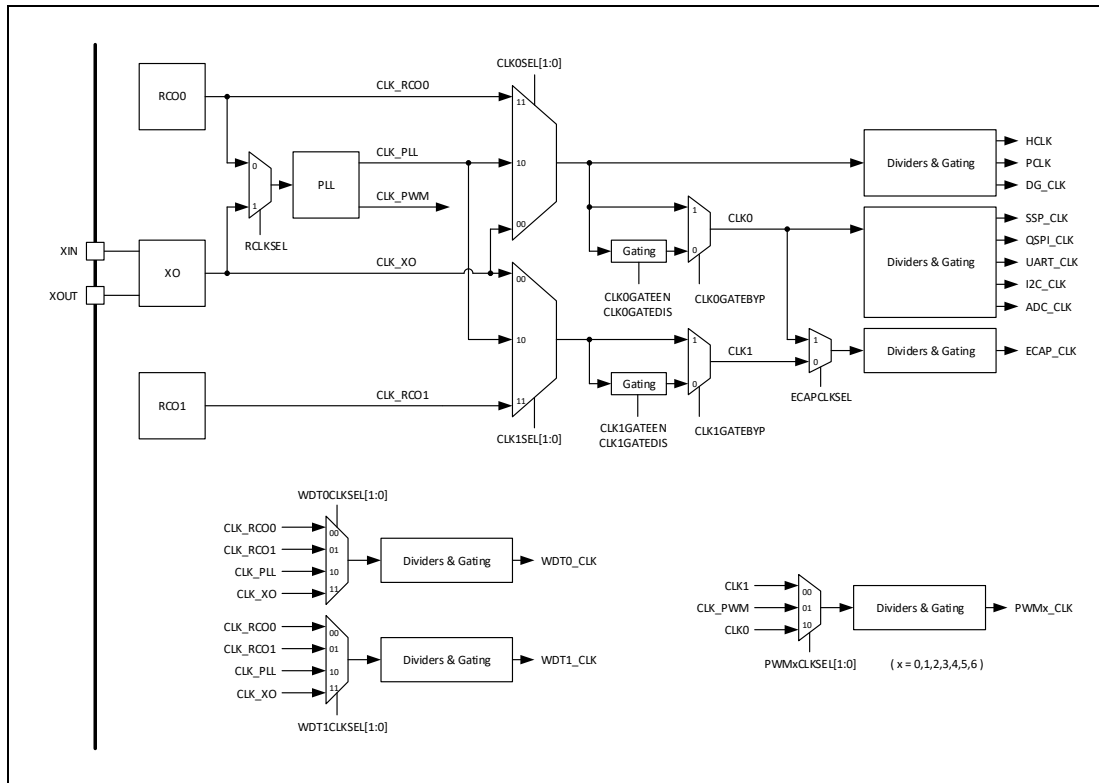 CLK0SEL[1:0]
RCO0
CLK_RCO0
11
HCLK
CLK_PLL
10
Dividers & Gating
PCLK
0
PLL
DG_CLK
CLK_PWM
1
CLK0
SSP_CLK
1
00
RCLKSEL
QSPI_CLK
XIN
CLK_XO
Gating
0
Dividers & Gating
UART_CLK
XO
00
I2C_CLK
XOUT
CLK0GATEEN
CLK0GATEDIS
CLK0GATEBYP
ADC_CLK
10
1
CLK1
1
Dividers & Gating
ECAP_CLK
0
RCO1
CLK_RCO1
Gating
0
11
ECAPCLKSEL
CLK1SEL[1:0]
CLK1GATEEN
CLK1GATEDIS
CLK1GATEBYP
WDT0CLKSEL[1:0]
CLK_RCO0
00
CLK_RCO1
01
Dividers & Gating
WDT0_CLK
CLK_PLL
10
CLK_XO
11
CLK1
00
CLK_PWM
01
Dividers & Gating
PWMx_CLK
CLK0
10
PWMxCLKSEL[1:0]
( x = 0,1,2,3,4,5,6 )
CLK_RCO0
00
CLK_RCO1
01
Dividers & Gating
WDT1_CLK
CLK_PLL
10
CLK_XO
11
WDT1CLKSEL[1:0]